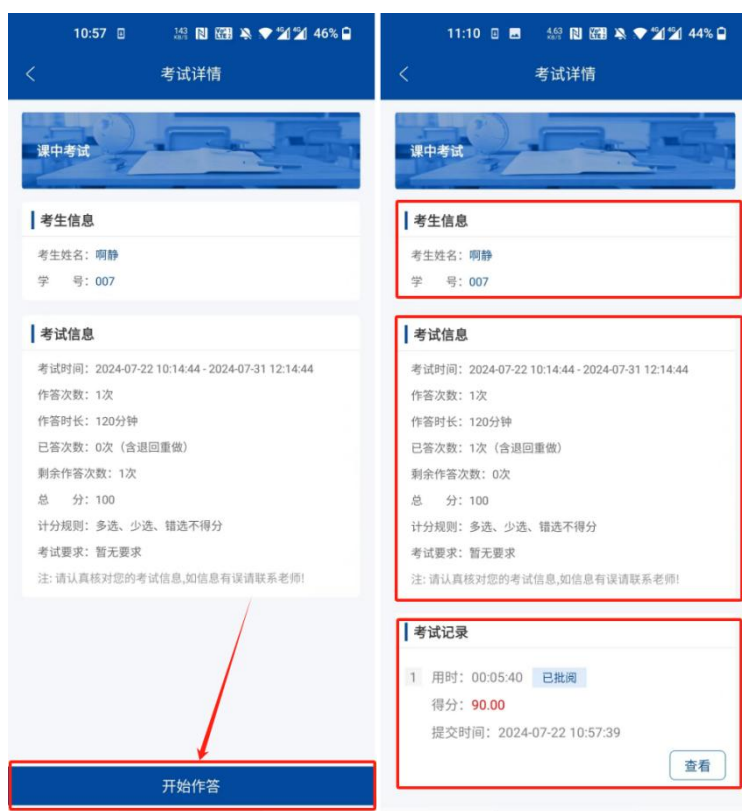 10:57 143 KB/S 4G 4G 46%
考试详情
课中考试
考生信息
考生姓名：啊静
学 号：007
考试信息
考试时间：2024-07-22 10:14:44 - 2024-07-31 12:14:44
作答次数：1次
作答时长：120分钟
已答次数：0次（含退回重做）
剩余作答次数：1次
总 分：100
计分规则：多选、少选、错选不得分
考试要求：暂无要求
注: 请认真核对您的考试信息,如信息有误请联系老师!
开始作答
11:10 4.63 KB/S 4G 4G 44%
考试详情
课中考试
考生信息
考生姓名：啊静
学 号：007
考试信息
考试时间：2024-07-22 10:14:44 - 2024-07-31 12:14:44
作答次数：1次
作答时长：120分钟
已答次数：1次（含退回重做）
剩余作答次数：0次
总 分：100
计分规则：多选、少选、错选不得分
考试要求：暂无要求
注: 请认真核对您的考试信息,如信息有误请联系老师!
考试记录
1 用时：00:05:40 已批阅
得分：90.00
提交时间：2024-07-22 10:57:39
查看